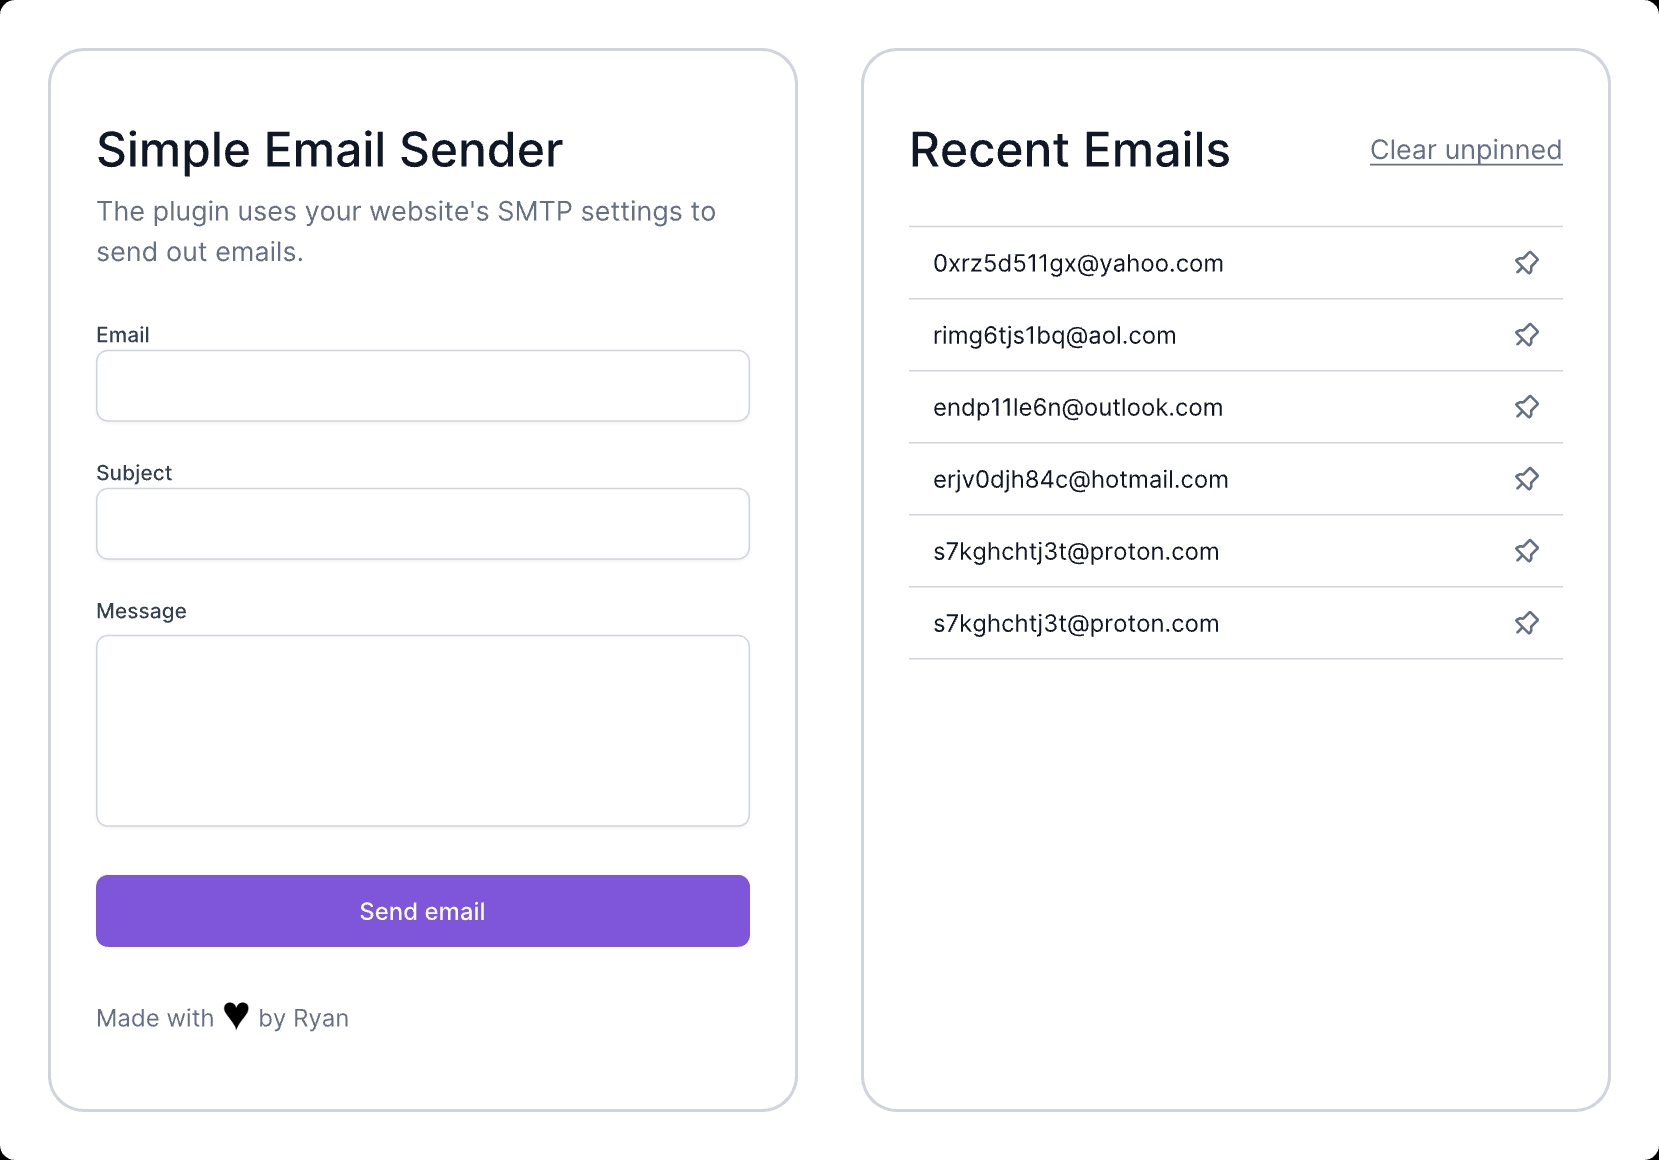 Simple Email Sender
The plugin uses your website's SMTP settings to
send out emails.
Email
Subject
Message
Send email
Made with ♥ by Ryan
Recent Emails
Clear unpinned
0xrz5d511gx@yahoo.com
rimg6tjs1bq@aol.com
endp11le6n@outlook.com
erjv0djh84c@hotmail.com
s7kghchtj3t@proton.com
s7kghchtj3t@proton.com